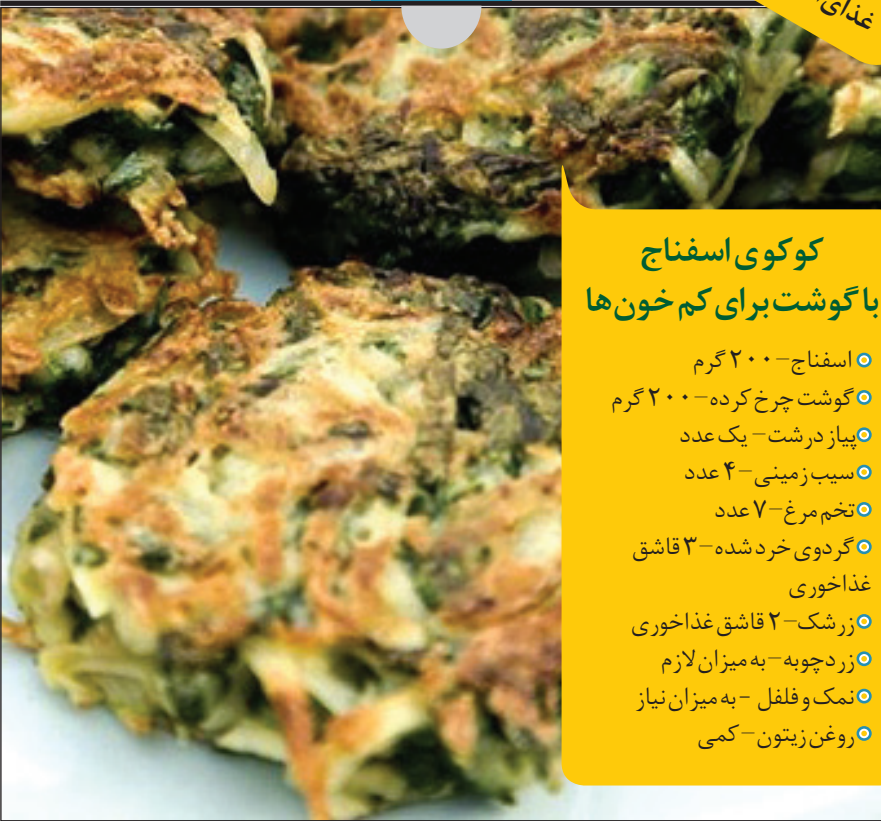 غذای
کوکوی اسفناج
با گوشت برای کم خون ها
اسفناج – ۲۰۰ گرم
گوشت چرخ کرده – ۲۰۰ گرم
پیاز درشت – یک عدد
سیب زمینی – ۴ عدد
تخم مرغ – ۷ عدد
گردوی خرد شده – ۳ قاشق
غذاخوری
زرشک – ۲ قاشق غذاخوری
زردچوبه – به میزان لازم
نمک و فلفل - به میزان نیاز
روغن زیتون – کمی